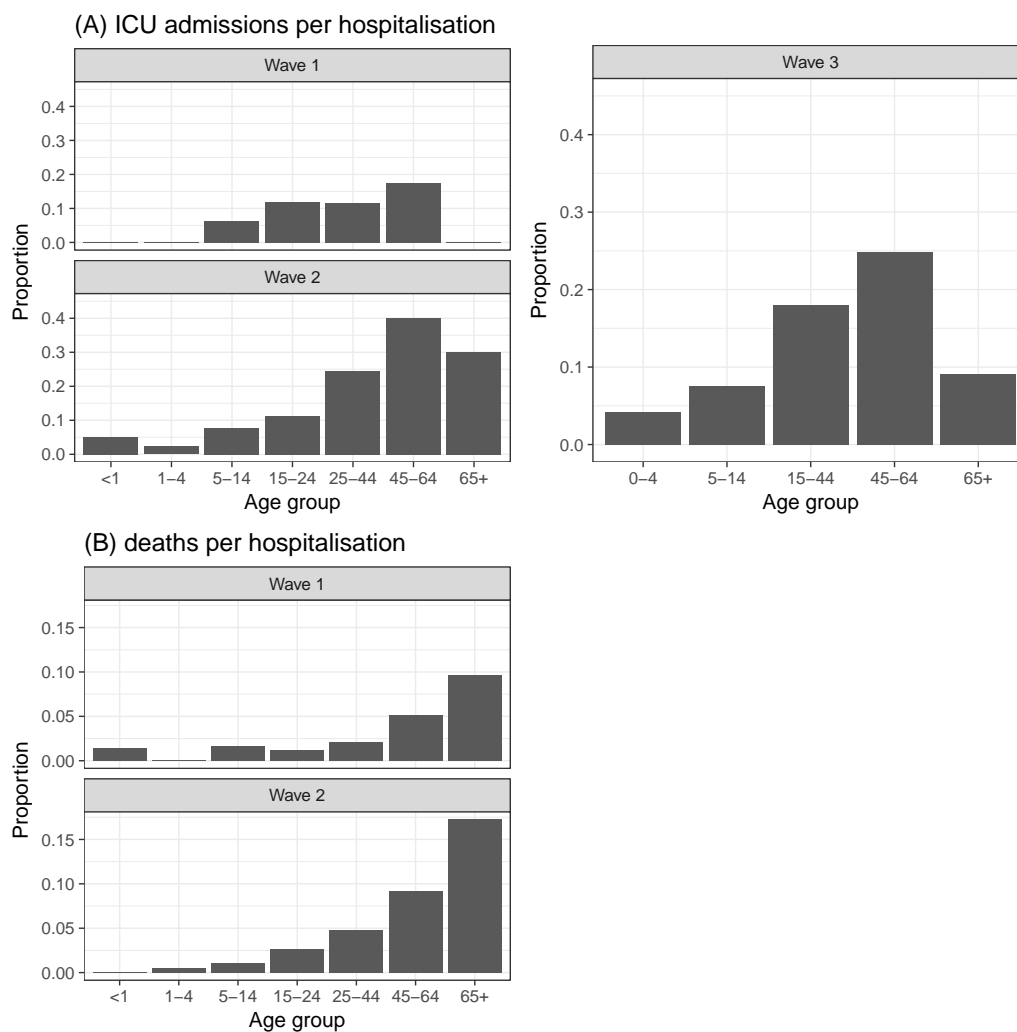 (A) ICU admissions per hospitalisation
Wave 1
0.4
0.3
0.2
0.1
0.0
Wave 2
0.4
0.3
0.2
0.1
0.0
<1 1−4 5−14 15−24 25−44 45−64 65+
Age group
Proportion
Wave 3
0.4
0.3
0.2
0.1
0.0
0−4 5−14 15−44 45−64 65+
Age group
Proportion
(B) deaths per hospitalisation
Wave 1
0.15
0.10
0.05
0.00
Wave 2
0.15
0.10
0.05
0.00
<1 1−4 5−14 15−24 25−44 45−64 65+
Age group
Proportion